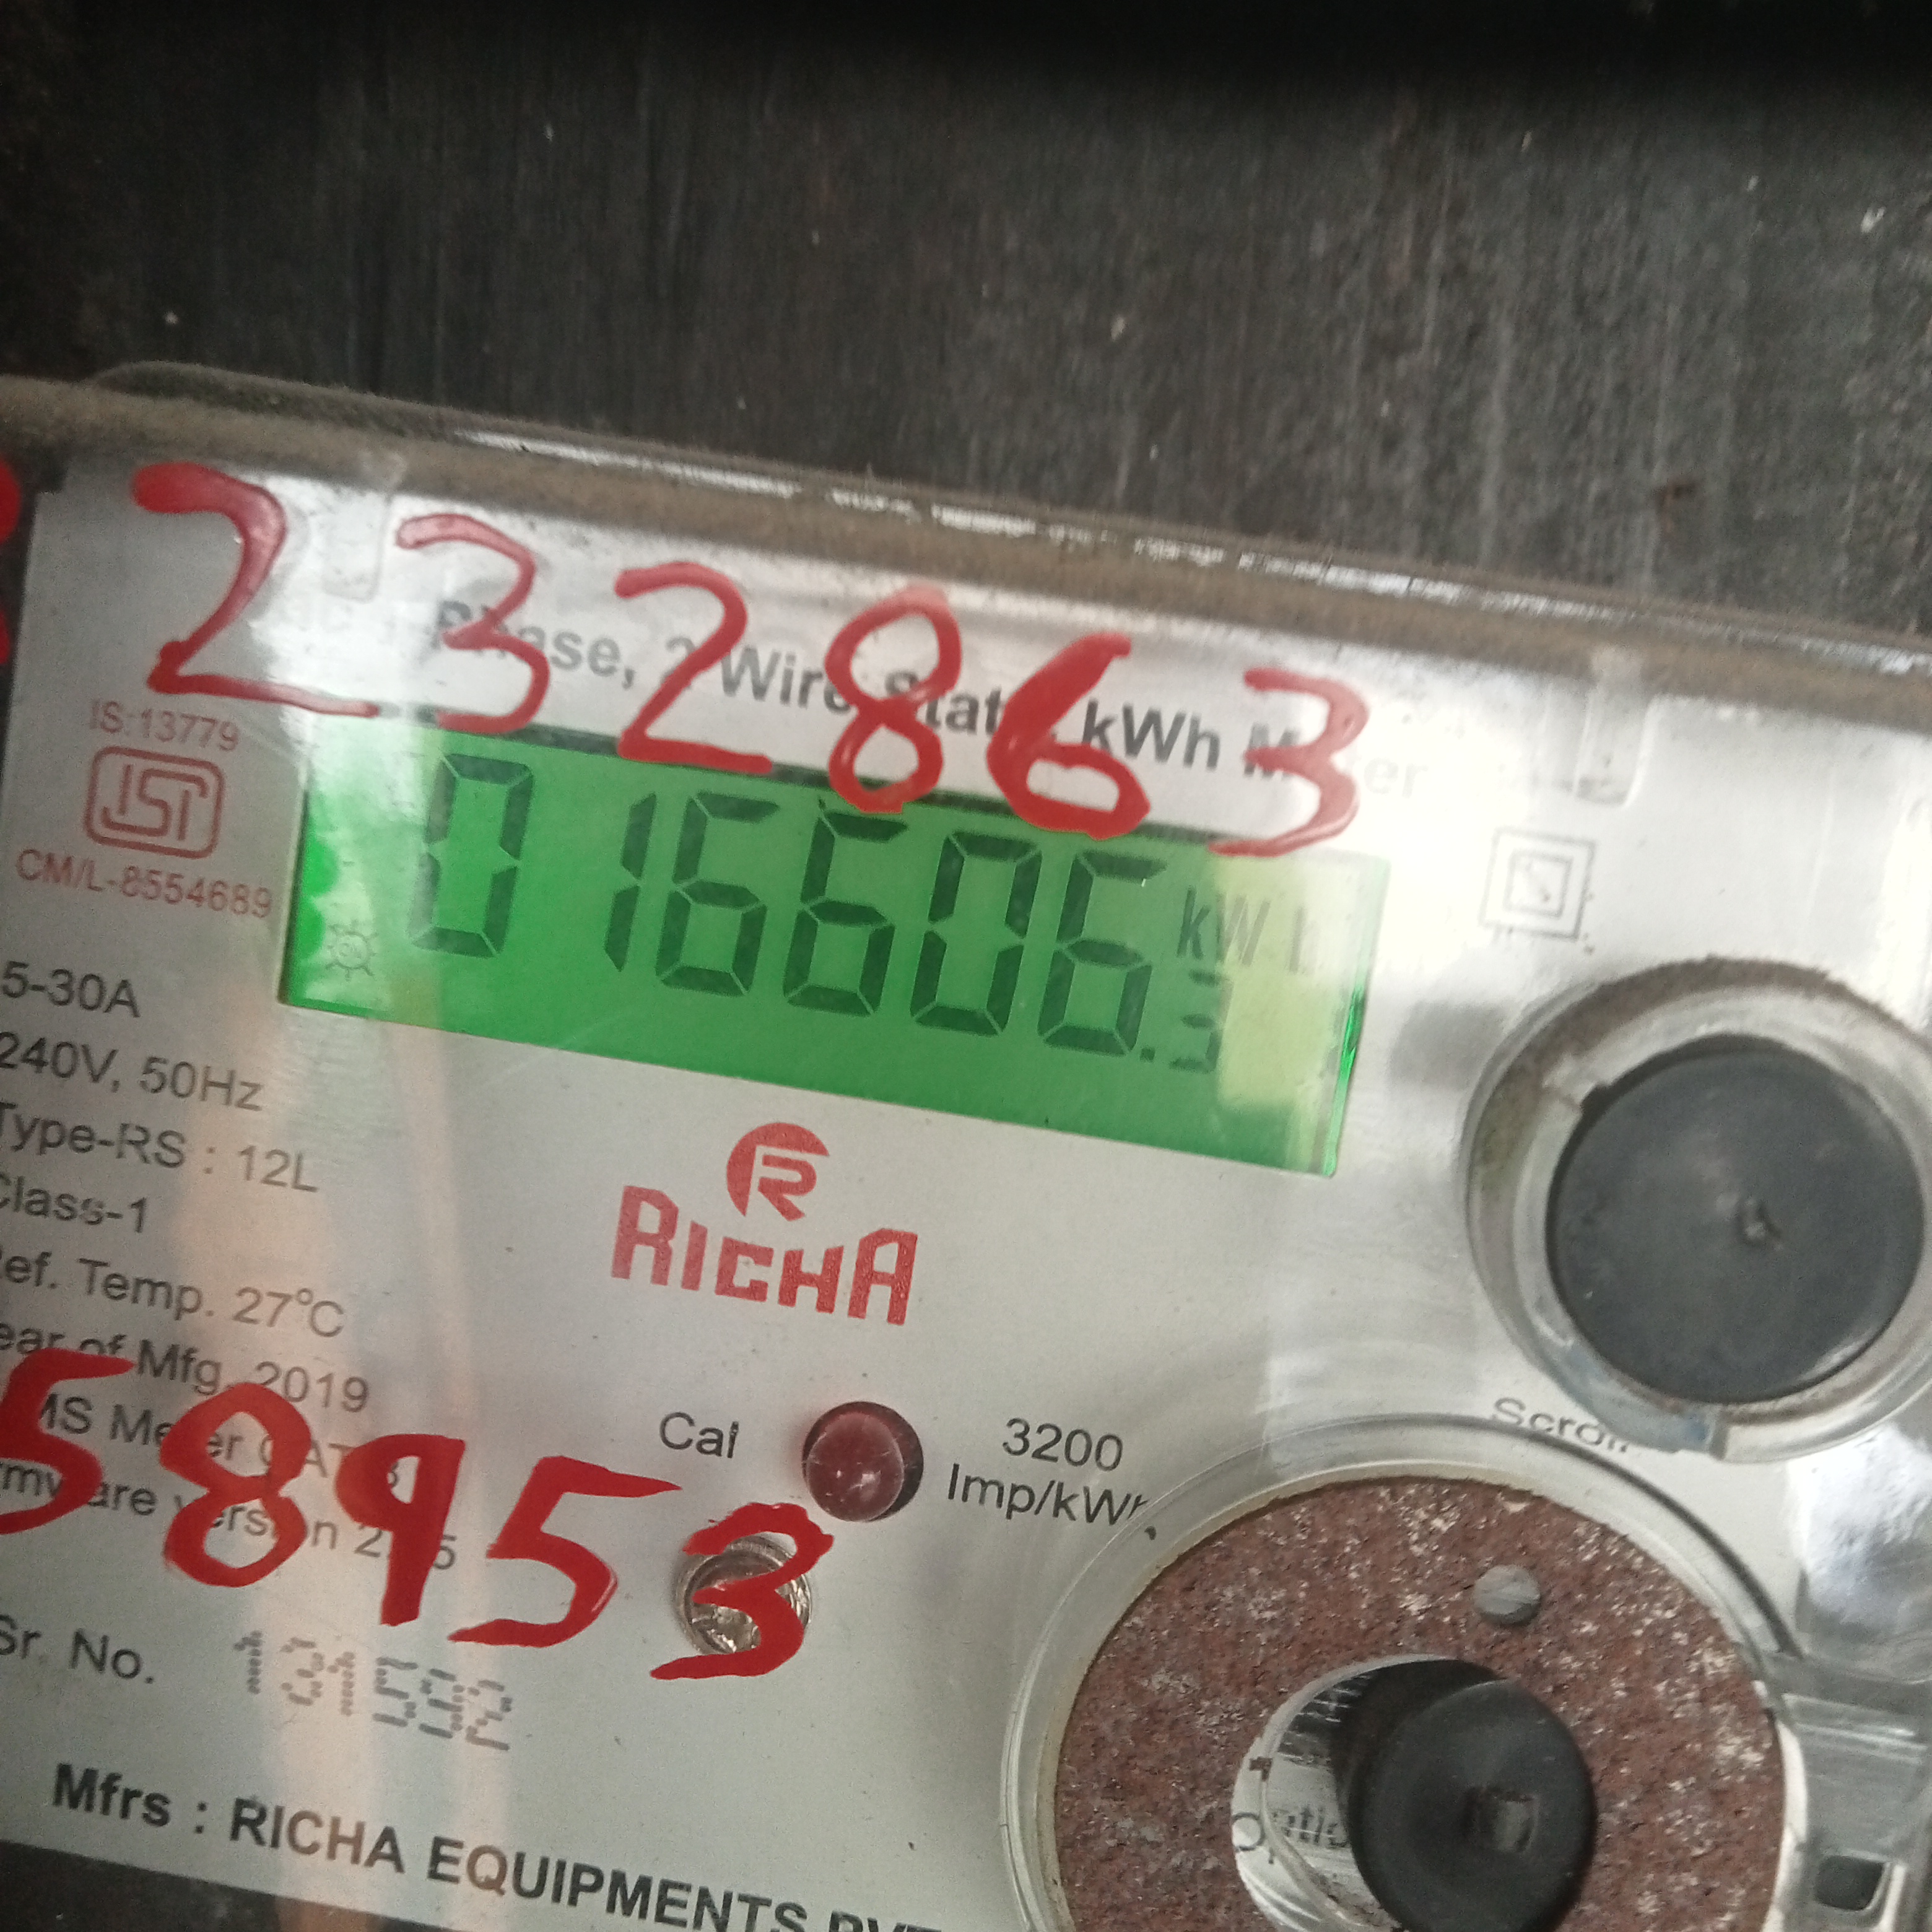 232863
Phase, 2 Wire Static kWh Meter
IS:13779
CM/L-8554689
016606.3
kWh
5-30A
240V, 50Hz
Type-RS : 12L
Class-1
Ref. Temp. 27°C
Year of Mfg. 2019
RICHA
Cal
3200
Imp/kWh
Scroll
58953
Sr. No.
Mfrs : RICHA EQUIPMENTS PVT